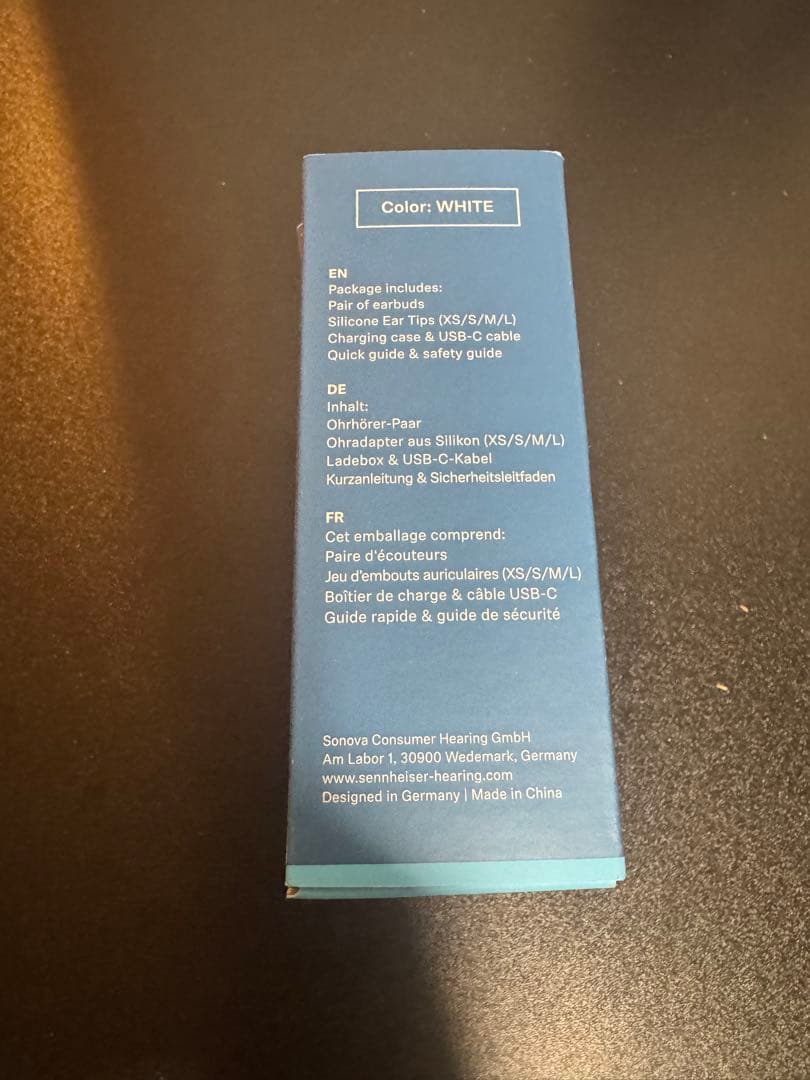 Color: WHITE
EN
Package includes:
Pair of earbuds
Silicone Ear Tips (XS/S/M/L)
Charging case & USB-C cable
Quick guide & safety guide
DE
Inhalt:
Ohrhörer-Paar
Ohradapter aus Silikon (XS/S/M/L)
Ladebox & USB-C-Kabel
Kurzanleitung & Sicherheitsleitfaden
FR
Cet emballage comprend:
Paire d'écouteurs
Jeu d'embouts auriculaires (XS/S/M/L)
Boîtier de charge & câble USB-C
Guide rapide & guide de sécurité
Sonova Consumer Hearing GmbH
Am Labor 1, 30900 Wedemark, Germany
www.sennheiser-hearing.com
Designed in Germany | Made in China